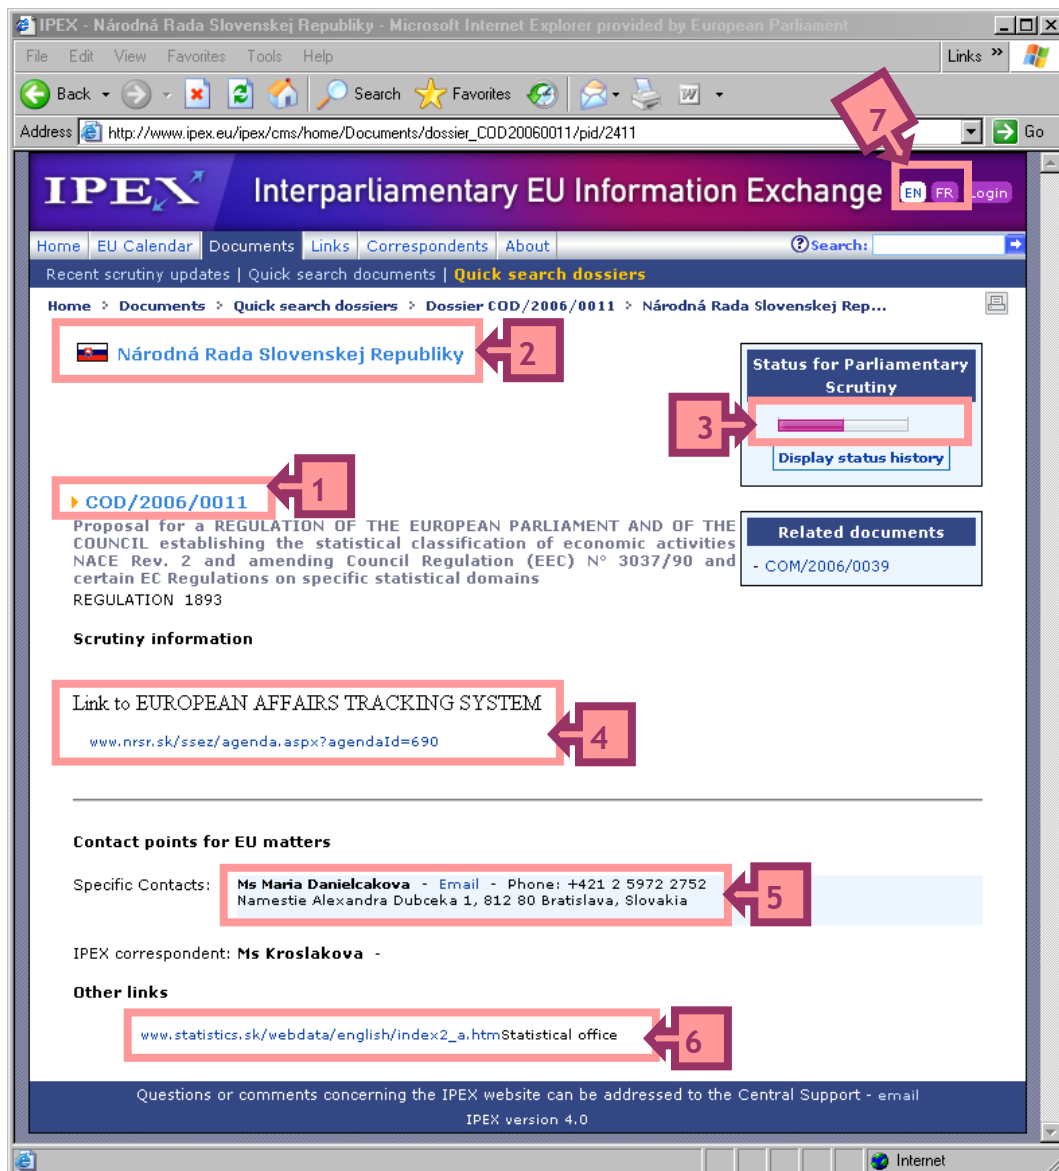 IPEX - Národná Rada Slovenskej Republiky - Microsoft Internet Explorer provided by European Parliament
File Edit View Favorites Tools Help
Links »
Back Search Favorites
Address http://www.ipex.eu/ipex/cms/home/Documents/dossier_COD20060011/pid/2411 Go
7
IPEX Interparliamentary EU Information Exchange EN FR Login
Home EU Calendar Documents Links Correspondents About ?Search:
Recent scrutiny updates | Quick search documents | Quick search dossiers
Home > Documents > Quick search dossiers > Dossier COD/2006/0011 > Národná Rada Slovenskej Rep...
Národná Rada Slovenskej Republiky
2
Status for Parliamentary
Scrutiny
3
Display status history
1
COD/2006/0011
Proposal for a REGULATION OF THE EUROPEAN PARLIAMENT AND OF THE
COUNCIL establishing the statistical classification of economic activities
NACE Rev. 2 and amending Council Regulation (EEC) N° 3037/90 and
certain EC Regulations on specific statistical domains
REGULATION 1893
Related documents
- COM/2006/0039
Scrutiny information
Link to EUROPEAN AFFAIRS TRACKING SYSTEM
www.nrsr.sk/ssez/agenda.aspx?agendaId=690
4
Contact points for EU matters
Specific Contacts: Ms Maria Danielcakova - Email - Phone: +421 2 5972 2752
Namestie Alexandra Dubceka 1, 812 80 Bratislava, Slovakia
5
IPEX correspondent: Ms Kroslakova -
Other links
www.statistics.sk/webdata/english/index2_a.htmStatistical office
6
Questions or comments concerning the IPEX website can be addressed to the Central Support - email
IPEX version 4.0
Internet